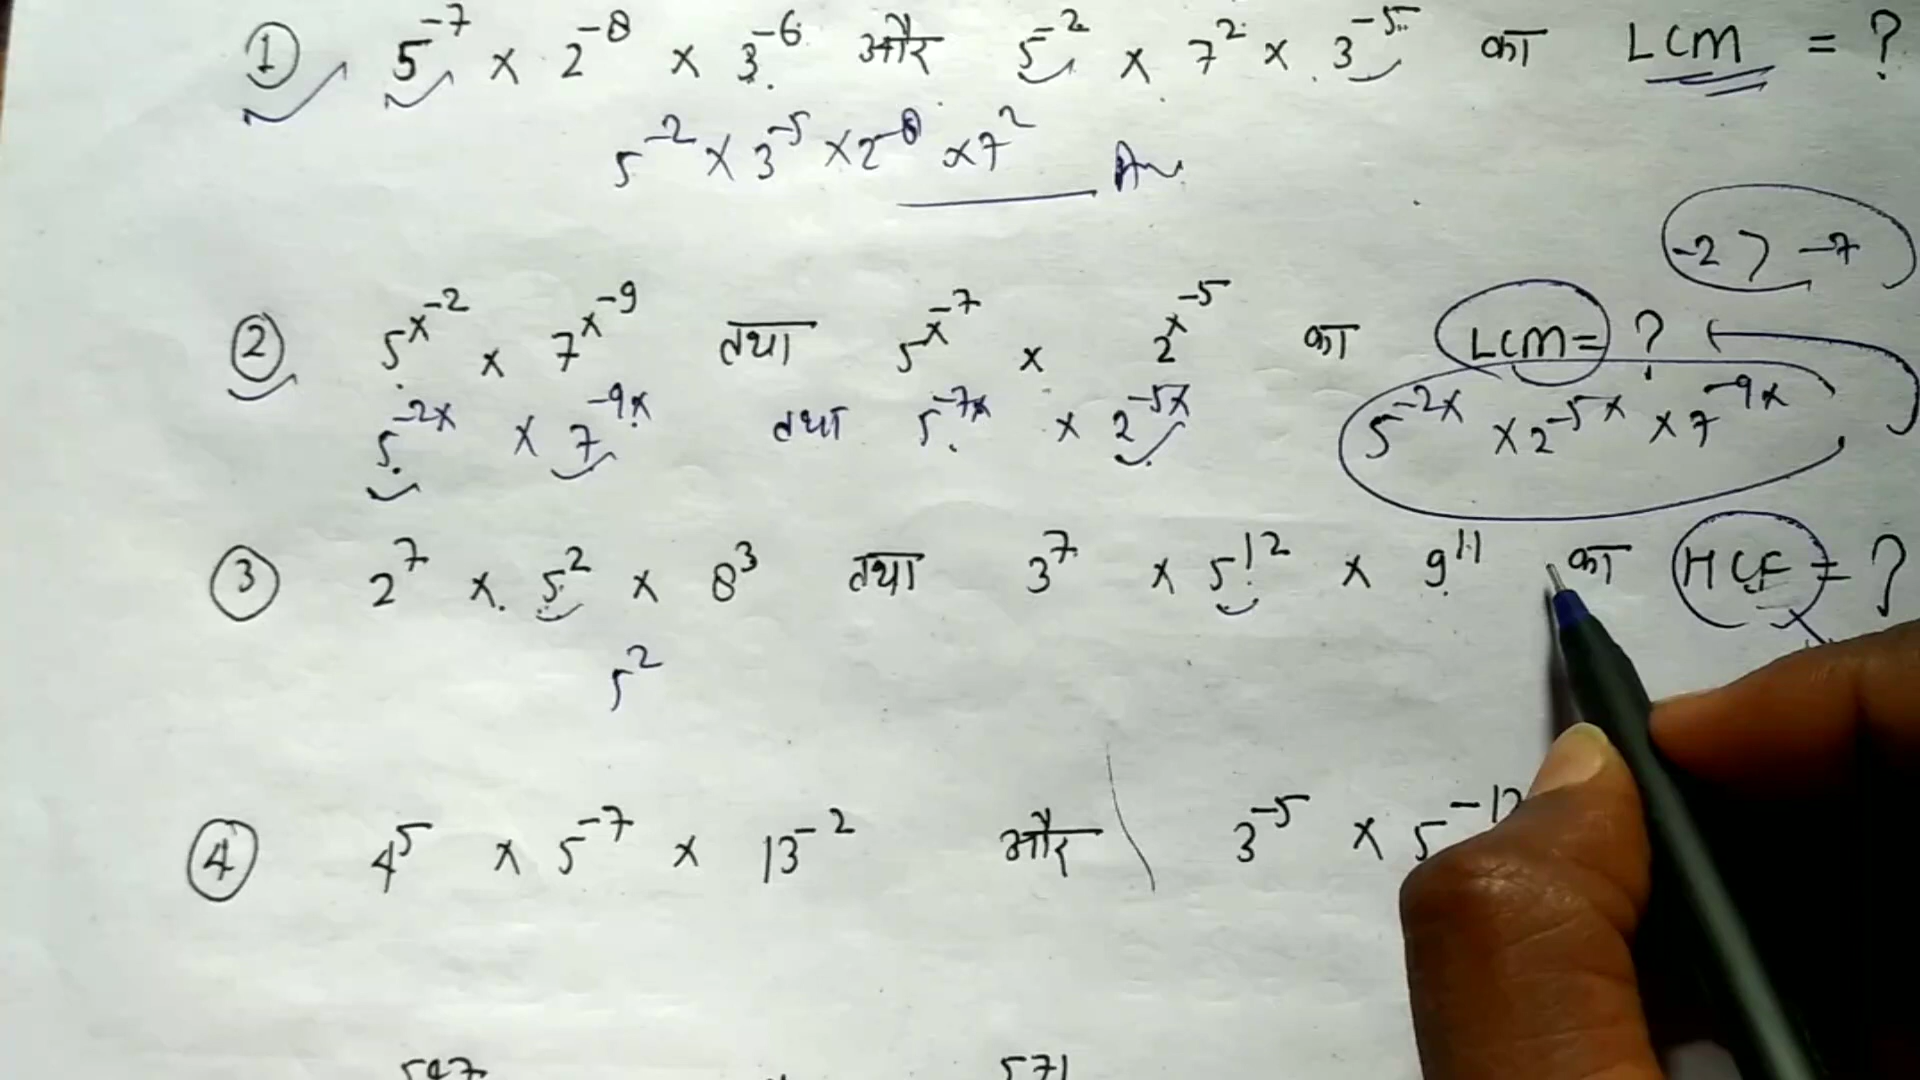 ① 5^-7 × 2^-8 × 3^-6 और 5^-2 × 7^2 × 3^-5 का LCM = ?
5^-2 × 3^-5 × 2^-8 × 7^2 Ans
-2 > -7
② 5^x^-2 × 7^x^-9 तथा 5^x^-7 × 2^x^-5 का LCM = ?
5^-2x × 7^-9x तथा 5^-7x × 2^-5x 5^-2x × 2^-5x × 7^-9x
③ 2^7 × 5^2 × 8^3 तथा 3^7 × 5^12 × 9^11 का HCF = ?
5^2
④ 4^5 × 5^-7 × 13^-2 और 3^-5 × 5^-12